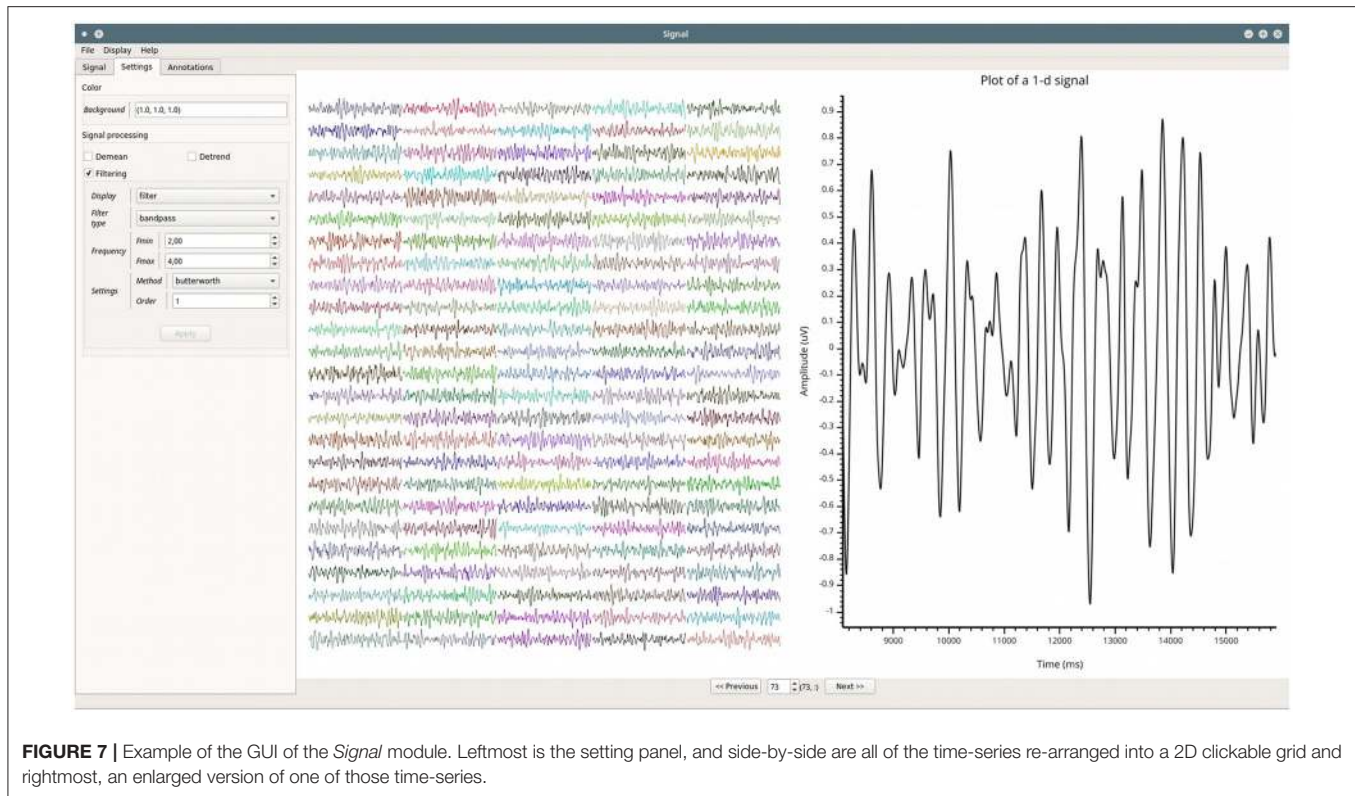 Signal
File Display Help
Signal Settings Annotations
Color
Background (1.0, 1.0, 1.0)
Signal processing
Demean Detrend
Filtering
Display filter
Filter type bandpass
Frequency
Fmin 2,00
Fmax 4,00
Settings
Method butterworth
Order 1
Apply
Plot of a 1-d signal
0.9
0.8
0.7
0.6
0.5
0.4
0.3
0.2
0.1
0
-0.1
-0.2
-0.3
-0.4
-0.5
-0.6
-0.7
-0.8
-0.9
-1
Amplitude (uV)
9000 10000 11000 12000 13000 14000 15000
Time (ms)
<< Previous 73 (73, :) Next >>
FIGURE 7 | Example of the GUI of the Signal module. Leftmost is the setting panel, and side-by-side are all of the time-series re-arranged into a 2D clickable grid and
rightmost, an enlarged version of one of those time-series.